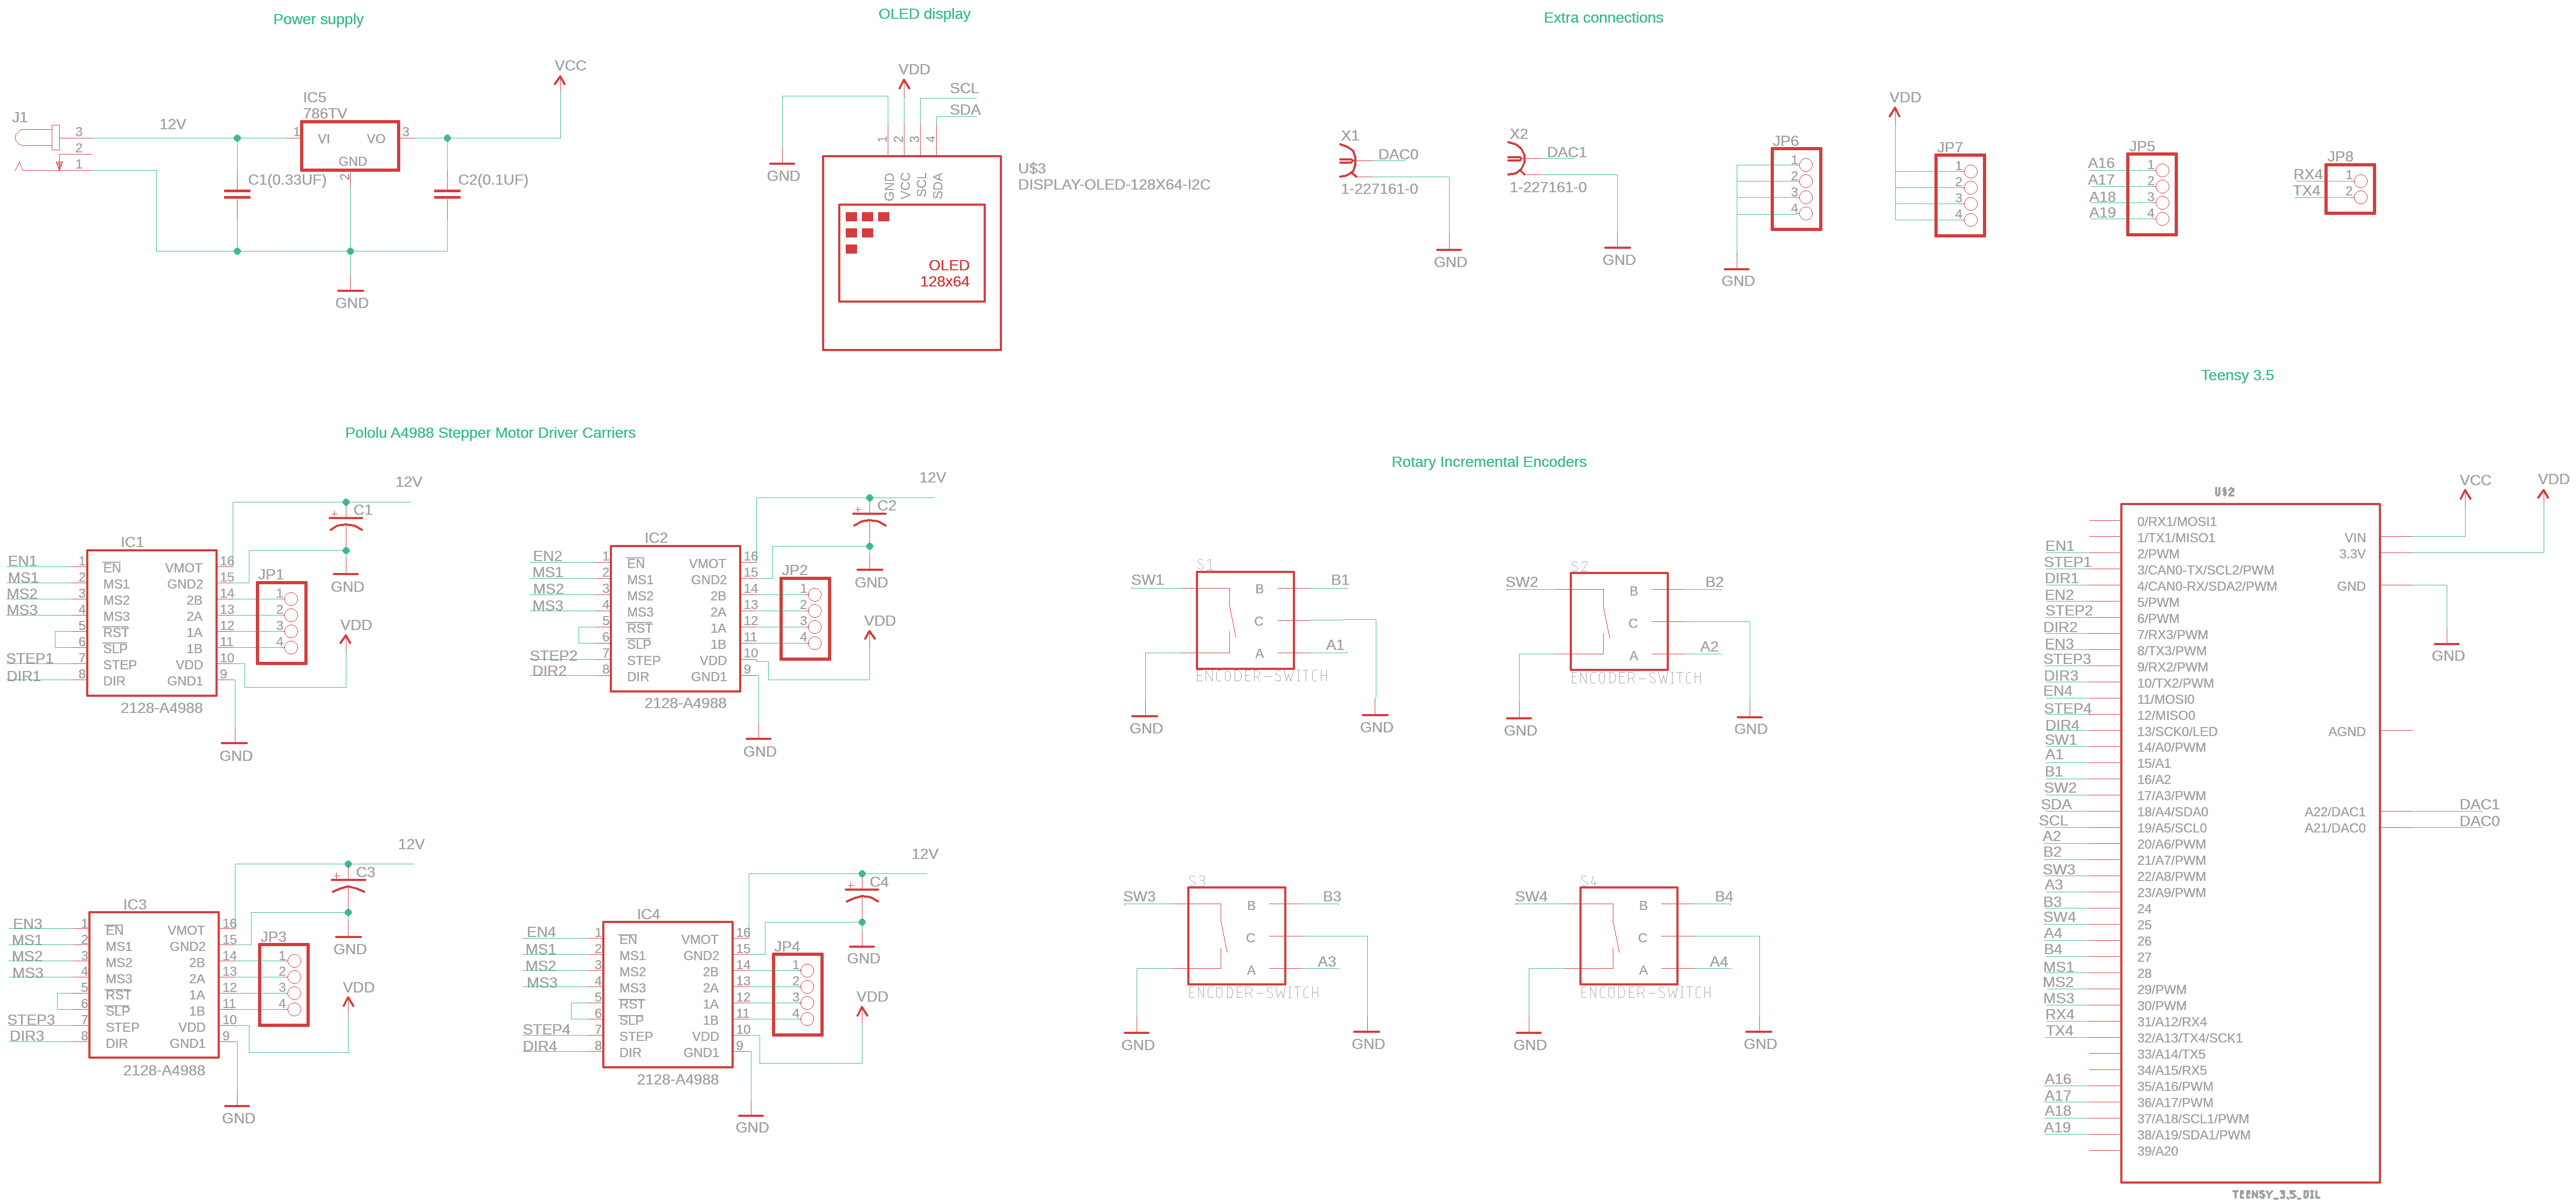 Power supply
VCC
IC5
786TV
J1
12V
3
2
1
1
VI
VO
3
GND
2
C1(0.33UF)
C2(0.1UF)
GND
OLED display
VDD
SCL
SDA
GND
1
2
3
4
GND
VCC
SCL
SDA
U$3
DISPLAY-OLED-128X64-I2C
OLED
128x64
Extra connections
X1
DAC0
1-227161-0
GND
X2
DAC1
1-227161-0
GND
JP6
1
2
3
4
GND
VDD
JP7
1
2
3
4
JP5
A16 1
A17 2
A18 3
A19 4
JP8
RX4 1
TX4 2
Pololu A4988 Stepper Motor Driver Carriers
12V
C1
+
IC1
EN1 1 EN VMOT 16
MS1 2 MS1 GND2 15
MS2 3 MS2 2B 14
MS3 4 MS3 2A 13
5 RST 1A 12
6 SLP 1B 11
STEP1 7 STEP VDD 10
DIR1 8 DIR GND1 9
2128-A4988
GND
JP1
1
2
3
4
GND
VDD
12V
C2
+
IC2
EN2 1 EN VMOT 16
MS1 2 MS1 GND2 15
MS2 3 MS2 2B 14
MS3 4 MS3 2A 13
5 RST 1A 12
6 SLP 1B 11
STEP2 7 STEP VDD 10
DIR2 8 DIR GND1 9
2128-A4988
GND
JP2
1
2
3
4
GND
VDD
12V
C3
+
IC3
EN3 1 EN VMOT 16
MS1 2 MS1 GND2 15
MS2 3 MS2 2B 14
MS3 4 MS3 2A 13
5 RST 1A 12
6 SLP 1B 11
STEP3 7 STEP VDD 10
DIR3 8 DIR GND1 9
2128-A4988
GND
JP3
1
2
3
4
GND
VDD
12V
C4
+
IC4
EN4 1 EN VMOT 16
MS1 2 MS1 GND2 15
MS2 3 MS2 2B 14
MS3 4 MS3 2A 13
5 RST 1A 12
6 SLP 1B 11
STEP4 7 STEP VDD 10
DIR4 8 DIR GND1 9
2128-A4988
GND
JP4
1
2
3
4
GND
VDD
Rotary Incremental Encoders
S1
SW1 B B1
C
A A1
ENCODER-SWITCH
GND GND
S2
SW2 B B2
C
A A2
ENCODER-SWITCH
GND GND
S3
SW3 B B3
C
A A3
ENCODER-SWITCH
GND GND
S4
SW4 B B4
C
A A4
ENCODER-SWITCH
GND GND
Teensy 3.5
U$2
VCC
VDD
0/RX1/MOSI1
1/TX1/MISO1 VIN
EN1 2/PWM 3.3V
STEP1 3/CAN0-TX/SCL2/PWM
DIR1 4/CAN0-RX/SDA2/PWM GND
EN2 5/PWM
STEP2 6/PWM
DIR2 7/RX3/PWM
EN3 8/TX3/PWM GND
STEP3 9/RX2/PWM
DIR3 10/TX2/PWM
EN4 11/MOSI0
STEP4 12/MISO0
DIR4 13/SCK0/LED AGND
SW1 14/A0/PWM
A1 15/A1
B1 16/A2
SW2 17/A3/PWM
SDA 18/A4/SDA0 A22/DAC1 DAC1
SCL 19/A5/SCL0 A21/DAC0 DAC0
A2 20/A6/PWM
B2 21/A7/PWM
SW3 22/A8/PWM
A3 23/A9/PWM
B3 24
SW4 25
A4 26
B4 27
MS1 28
MS2 29/PWM
MS3 30/PWM
RX4 31/A12/RX4
TX4 32/A13/TX4/SCK1
33/A14/TX5
34/A15/RX5
A16 35/A16/PWM
A17 36/A17/PWM
A18 37/A18/SCL1/PWM
A19 38/A19/SDA1/PWM
39/A20
TEENSY_3.5_DIL